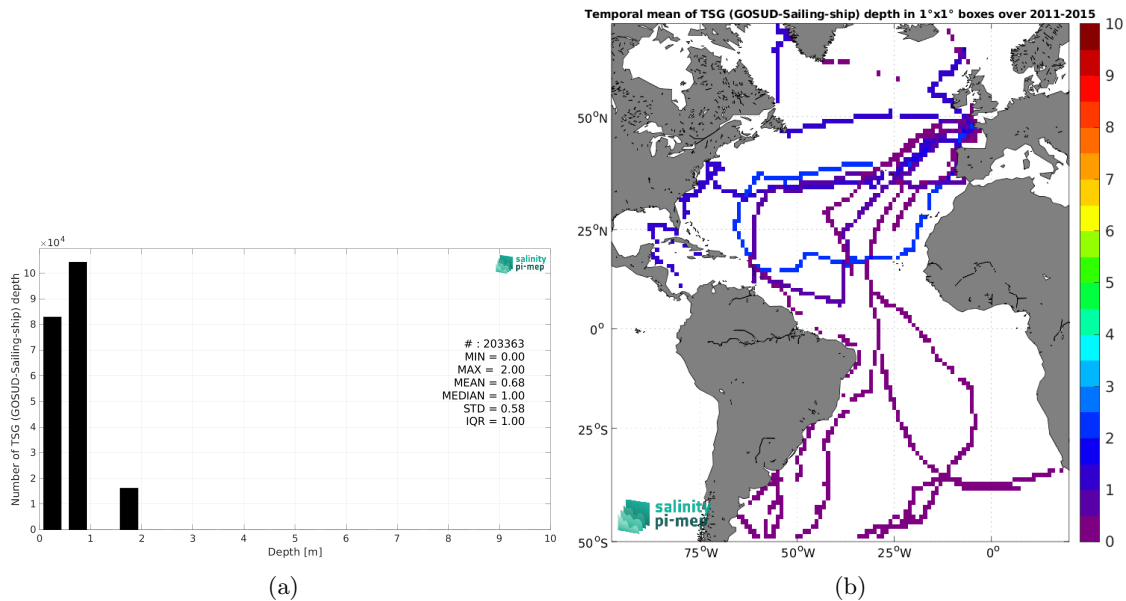 ×10⁴
10
9
8
7
6
5
4
3
2
1
0
Number of TSG (GOSUD-Sailing-ship) depth
salinity
pi-mep
# : 203363
MIN = 0.00
MAX = 2.00
MEAN = 0.68
MEDIAN = 1.00
STD = 0.58
IQR = 1.00
0 1 2 3 4 5 6 7 8 9 10
Depth [m]
(a)
Temporal mean of TSG (GOSUD-Sailing-ship) depth in 1°x1° boxes over 2011-2015
50°N
25°N
0°
25°S
50°S
salinity
pi-mep
75°W 50°W 25°W 0°
10
9
8
7
6
5
4
3
2
1
0
(b)